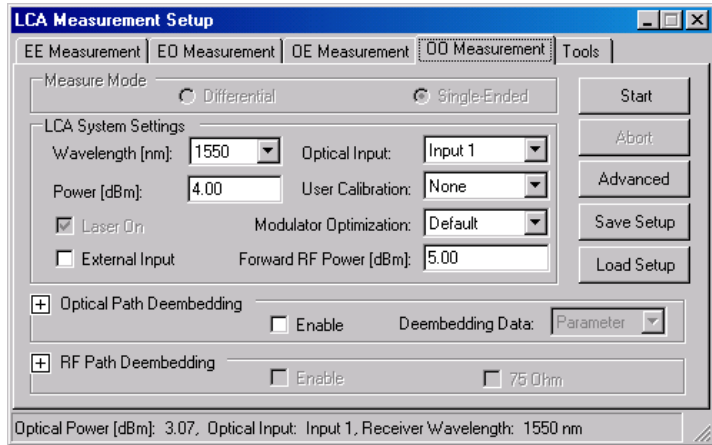 LCA Measurement Setup
EE Measurement EO Measurement OE Measurement OO Measurement Tools
Measure Mode
Differential Single-Ended Start
LCA System Settings
Abort
Wavelength [nm]: 1550 Optical Input: Input 1
Power [dBm]: 4.00 User Calibration: None Advanced
Laser On Modulator Optimization: Default Save Setup
External Input Forward RF Power [dBm]: 5.00 Load Setup
Optical Path Deembedding
Enable Deembedding Data: Parameter
RF Path Deembedding
Enable 75 Ohm
Optical Power [dBm]: 3.07, Optical Input: Input 1, Receiver Wavelength: 1550 nm